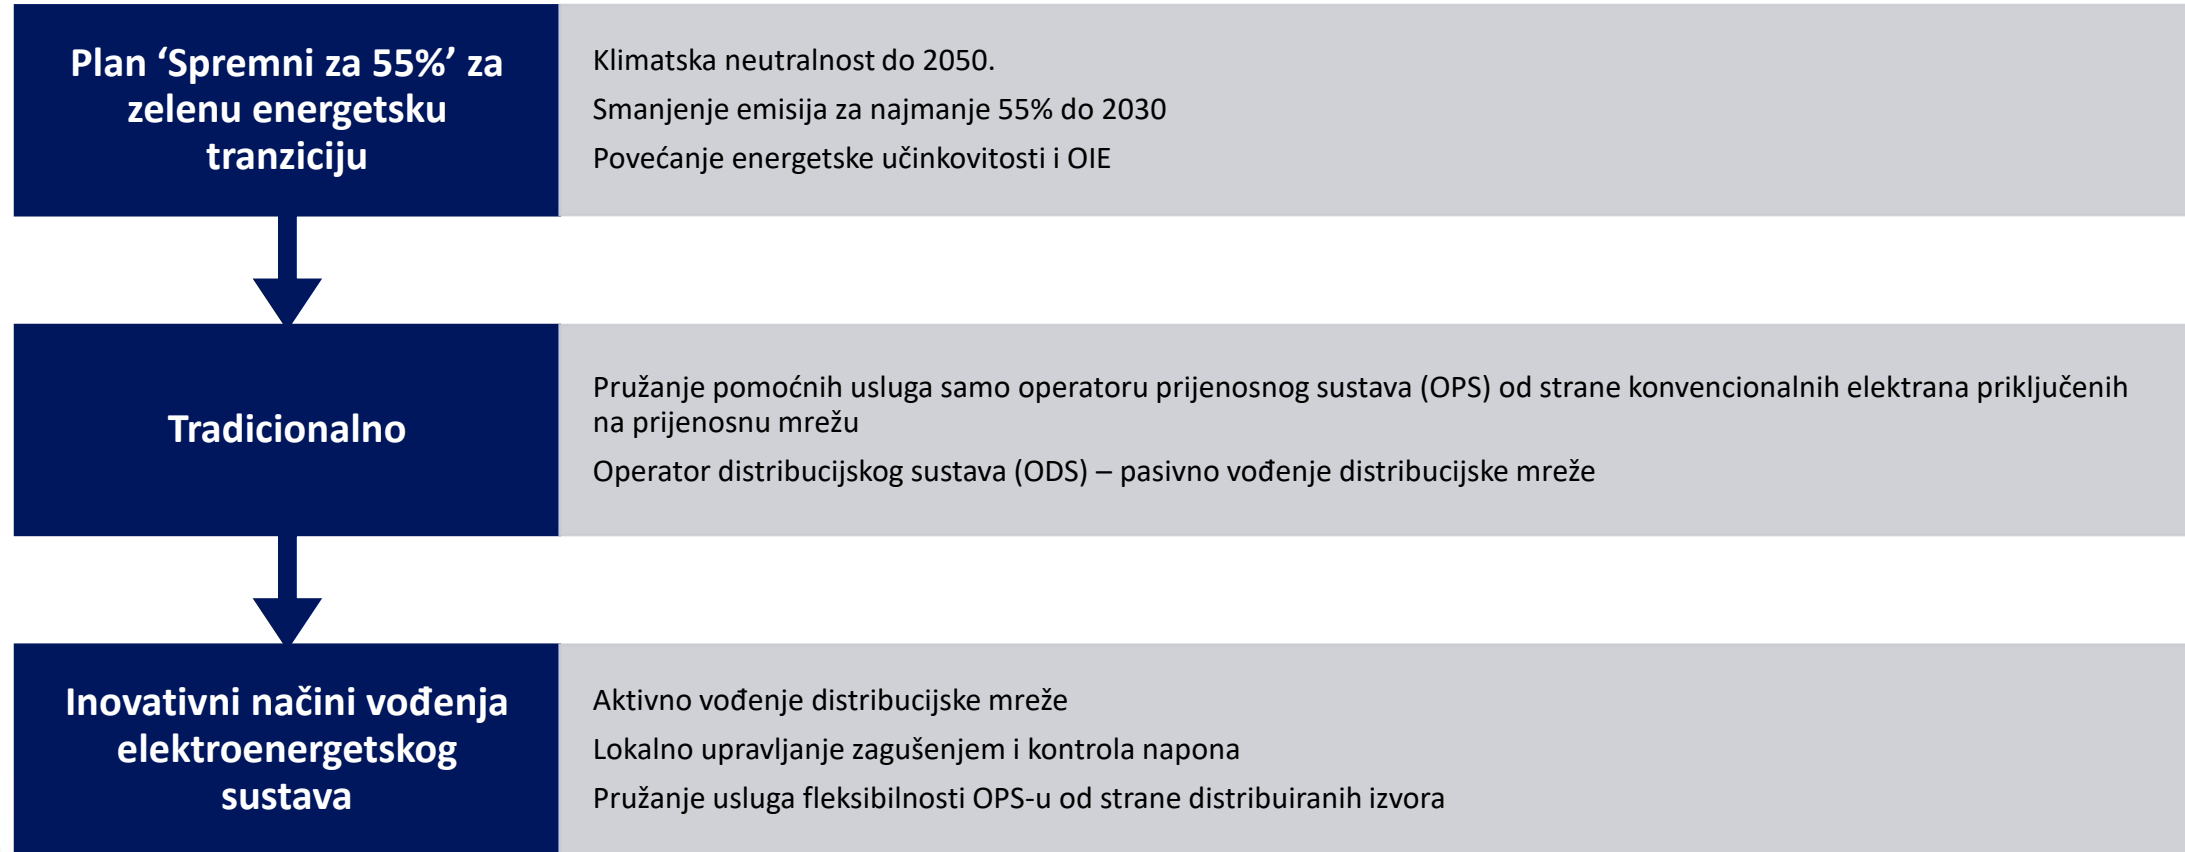 Plan ‘Spremni za 55%’ za
zelenu energetsku
tranziciju
Klimatska neutralnost do 2050.
Smanjenje emisija za najmanje 55% do 2030
Povećanje energetske učinkovitosti i OIE
Tradicionalno
Pružanje pomoćnih usluga samo operatoru prijenosnog sustava (OPS) od strane konvencionalnih elektrana priključenih
na prijenosnu mrežu
Operator distribucijskog sustava (ODS) – pasivno vođenje distribucijske mreže
Inovativni načini vođenja
elektroenergetskog
sustava
Aktivno vođenje distribucijske mreže
Lokalno upravljanje zagušenjem i kontrola napona
Pružanje usluga fleksibilnosti OPS-u od strane distribuiranih izvora